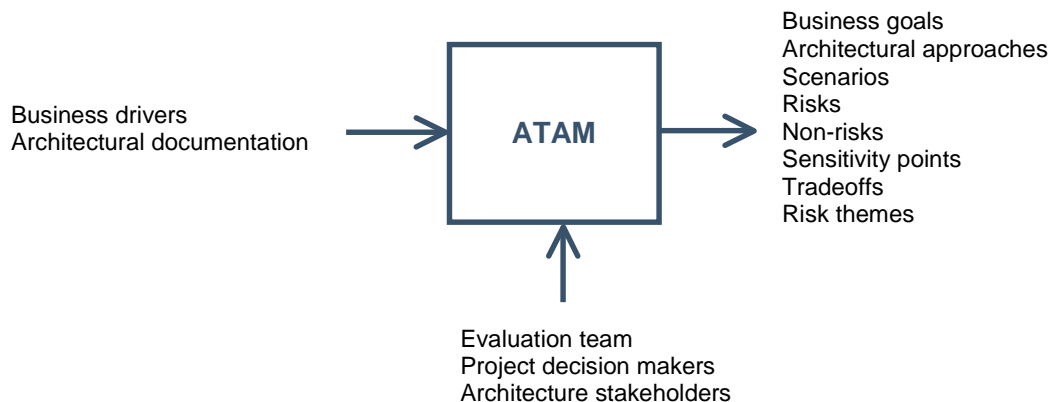 Business drivers
Architectural documentation
ATAM
Business goals
Architectural approaches
Scenarios
Risks
Non-risks
Sensitivity points
Tradeoffs
Risk themes
Evaluation team
Project decision makers
Architecture stakeholders